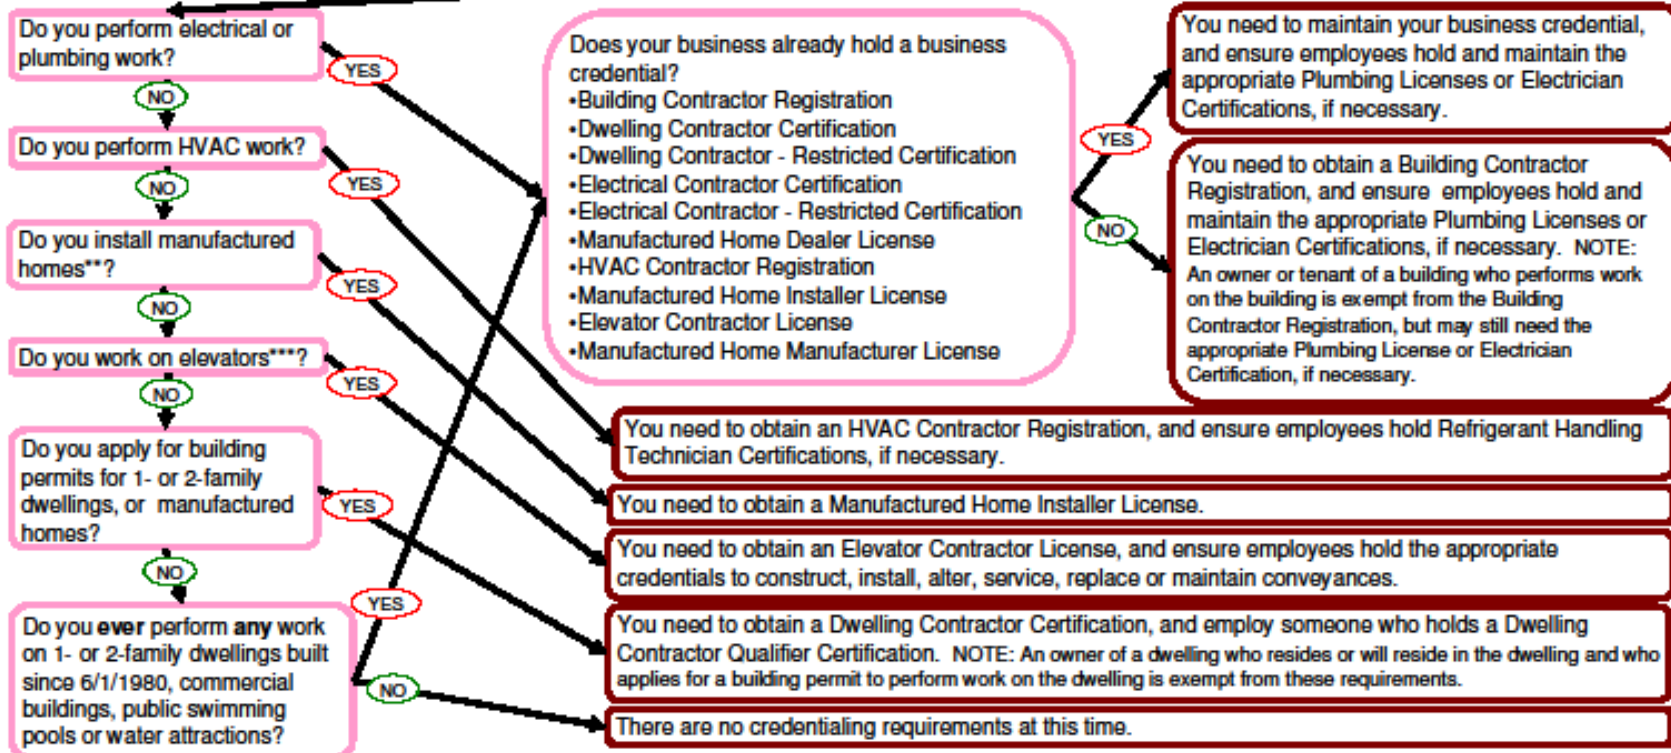 Do you perform electrical or
plumbing work?
YES
NO
Do you perform HVAC work?
YES
NO
Do you install manufactured
homes**?
YES
NO
Do you work on elevators***?
YES
NO
Do you apply for building
permits for 1- or 2-family
dwellings, or manufactured
homes?
YES
NO
Do you ever perform any work
on 1- or 2-family dwellings built
since 6/1/1980, commercial
buildings, public swimming
pools or water attractions?
YES
NO
Does your business already hold a business
credential?
•Building Contractor Registration
•Dwelling Contractor Certification
•Dwelling Contractor - Restricted Certification
•Electrical Contractor Certification
•Electrical Contractor - Restricted Certification
•Manufactured Home Dealer License
•HVAC Contractor Registration
•Manufactured Home Installer License
•Elevator Contractor License
•Manufactured Home Manufacturer License
YES
NO
You need to maintain your business credential,
and ensure employees hold and maintain the
appropriate Plumbing Licenses or Electrician
Certifications, if necessary.
You need to obtain a Building Contractor
Registration, and ensure employees hold and
maintain the appropriate Plumbing Licenses or
Electrician Certifications, if necessary. NOTE:
An owner or tenant of a building who performs work
on the building is exempt from the Building
Contractor Registration, but may still need the
appropriate Plumbing License or Electrician
Certification, if necessary.
You need to obtain an HVAC Contractor Registration, and ensure employees hold Refrigerant Handling
Technician Certifications, if necessary.
You need to obtain a Manufactured Home Installer License.
You need to obtain an Elevator Contractor License, and ensure employees hold the appropriate
credentials to construct, install, alter, service, replace or maintain conveyances.
You need to obtain a Dwelling Contractor Certification, and employ someone who holds a Dwelling
Contractor Qualifier Certification. NOTE: An owner of a dwelling who resides or will reside in the dwelling and who
applies for a building permit to perform work on the dwelling is exempt from these requirements.
There are no credentialing requirements at this time.